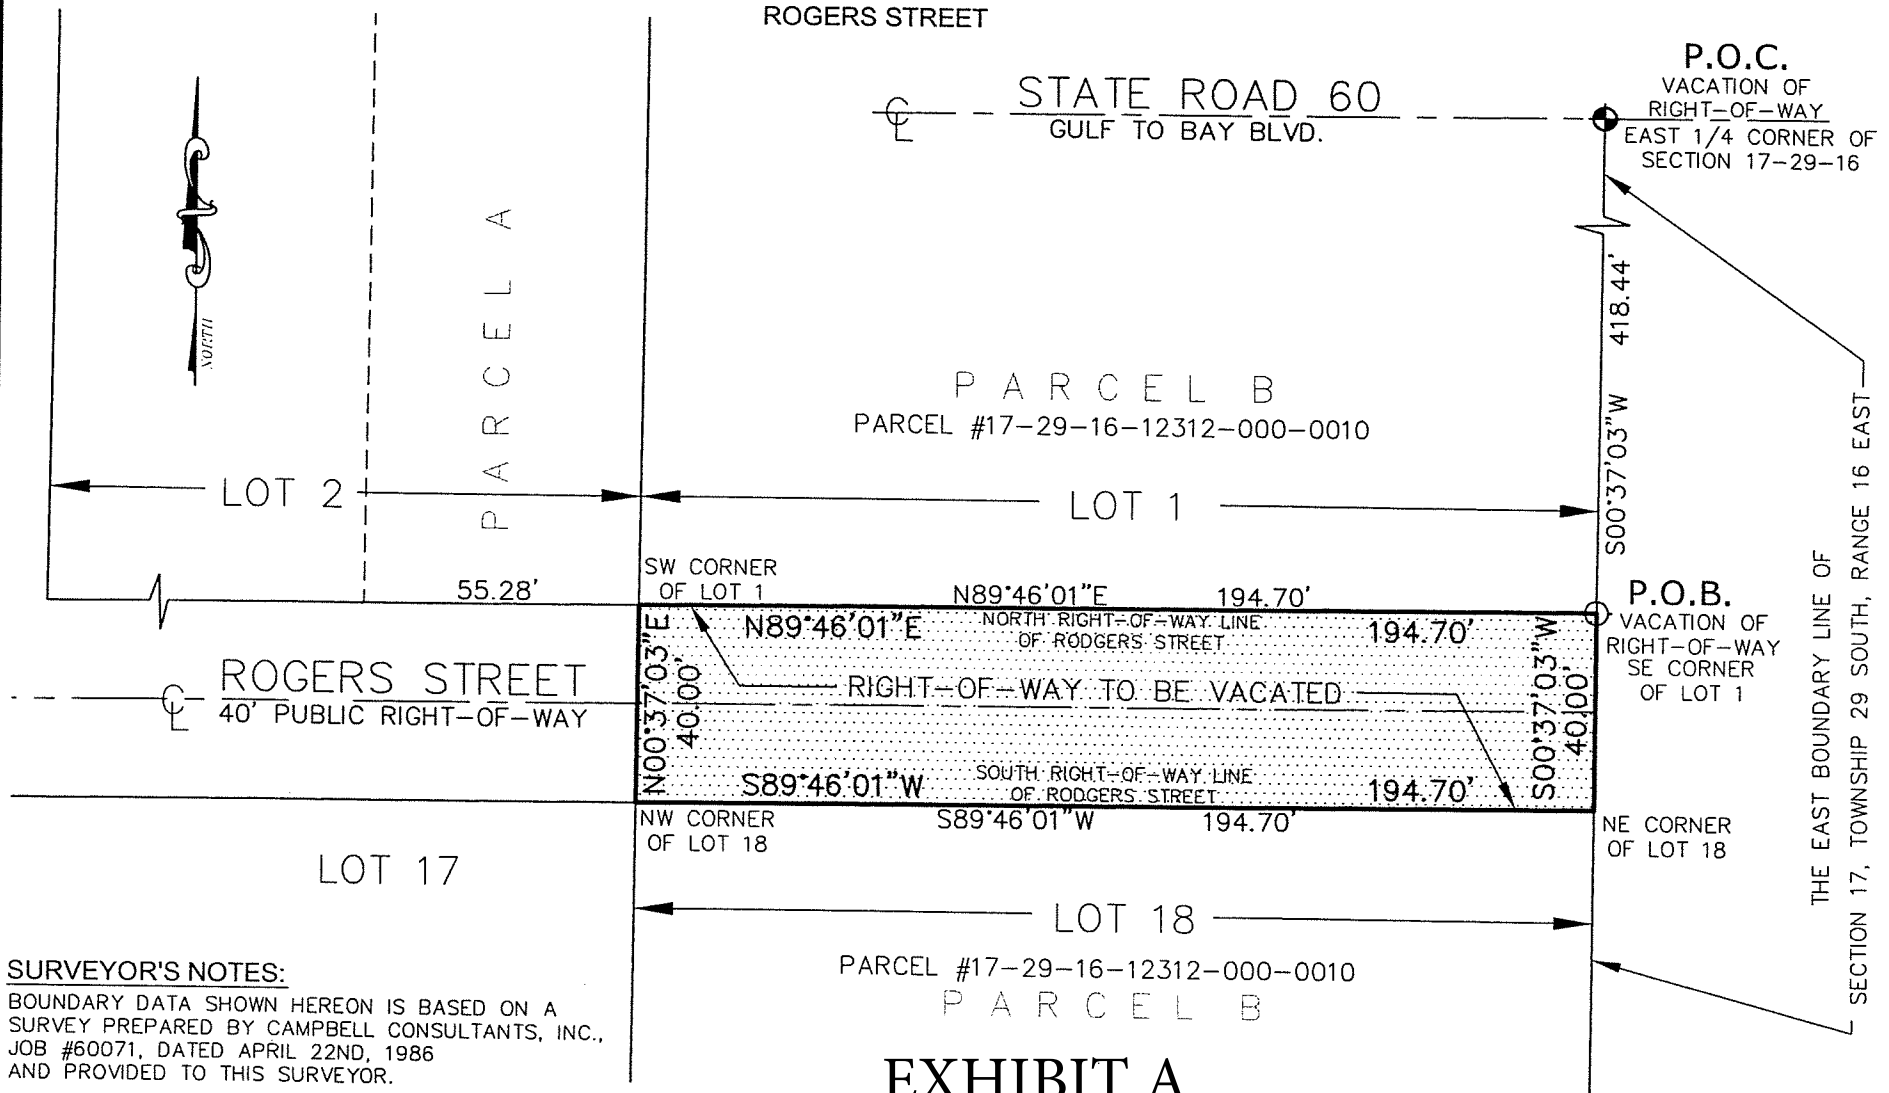 ROGERS STREET
P.O.C.
VACATION OF
RIGHT-OF-WAY
EAST 1/4 CORNER OF
SECTION 17-29-16
STATE ROAD 60
GULF TO BAY BLVD.
℄
NORTH
PARCEL A
418.44'
S00°37'03"W
PARCEL B
PARCEL #17-29-16-12312-000-0010
LOT 2
LOT 1
THE EAST BOUNDARY LINE OF
SECTION 17, TOWNSHIP 29 SOUTH, RANGE 16 EAST
SW CORNER
OF LOT 1
55.28'
N89°46'01"E 194.70'
P.O.B.
VACATION OF
RIGHT-OF-WAY
SE CORNER
OF LOT 1
N89°46'01"E
NORTH RIGHT-OF-WAY LINE
OF RODGERS STREET
194.70'
N00°37'03"E
40.00'
S00°37'03"W
40.00'
ROGERS STREET
40' PUBLIC RIGHT-OF-WAY
℄
RIGHT-OF-WAY TO BE VACATED
S89°46'01"W
SOUTH RIGHT-OF-WAY LINE
OF RODGERS STREET
194.70'
NW CORNER
OF LOT 18
S89°46'01"W 194.70'
NE CORNER
OF LOT 18
LOT 17
LOT 18
PARCEL #17-29-16-12312-000-0010
PARCEL B
SURVEYOR'S NOTES:
BOUNDARY DATA SHOWN HEREON IS BASED ON A
SURVEY PREPARED BY CAMPBELL CONSULTANTS, INC.,
JOB #60071, DATED APRIL 22ND, 1986
AND PROVIDED TO THIS SURVEYOR.
EXHIBIT A